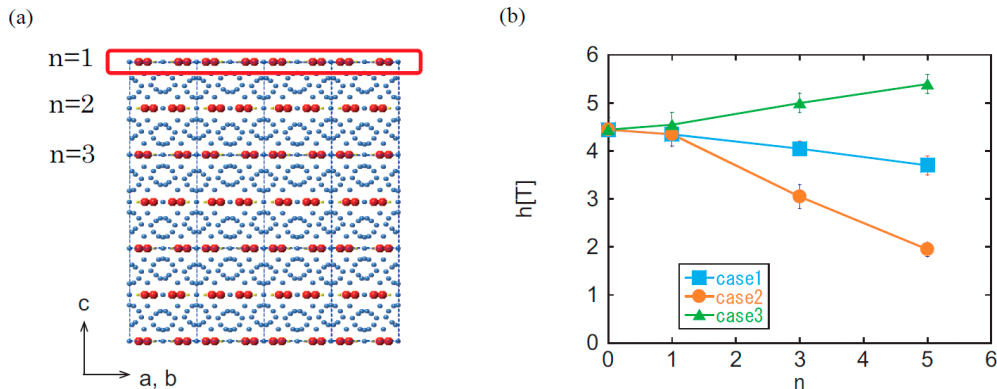 (a)
n=1
n=2
n=3
c
a, b
(b)
h[T]
6
5
4
3
2
1
0
0 1 2 3 4 5 6
n
case1
case2
case3